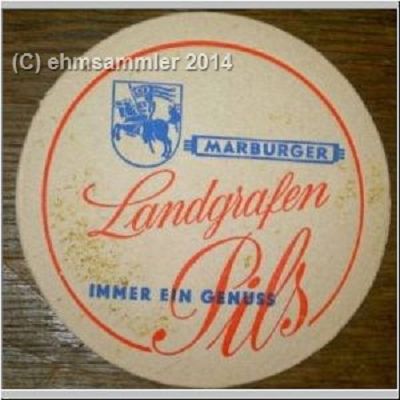 (C) ehmsammler 2014
MARBURGER
Landgrafen
IMMER EIN GENUSS
Pils